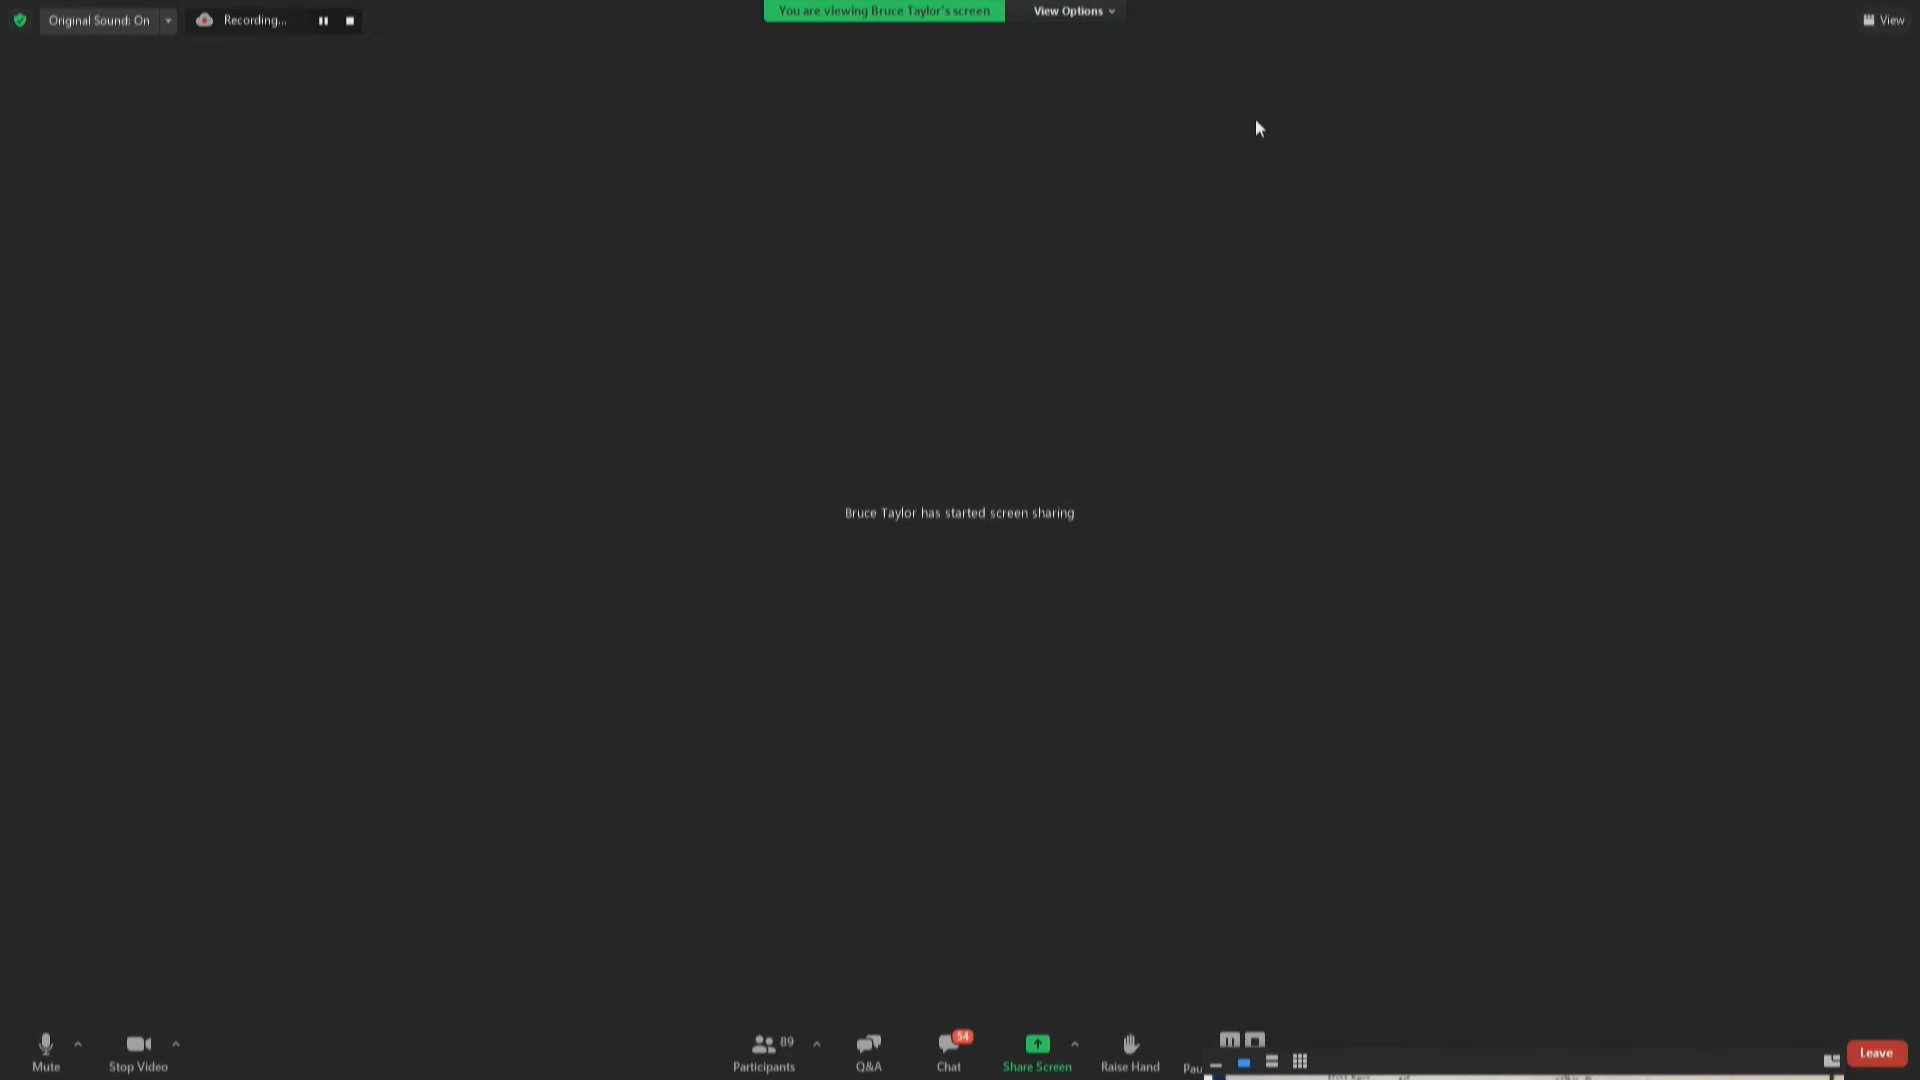 Original Sound: On
Recording...
You are viewing Bruce Taylor's screen
View Options
View
Bruce Taylor has started screen sharing
Mute
Stop Video
89
Participants
Q&A
54
Chat
Share Screen
Raise Hand
Pau
Leave